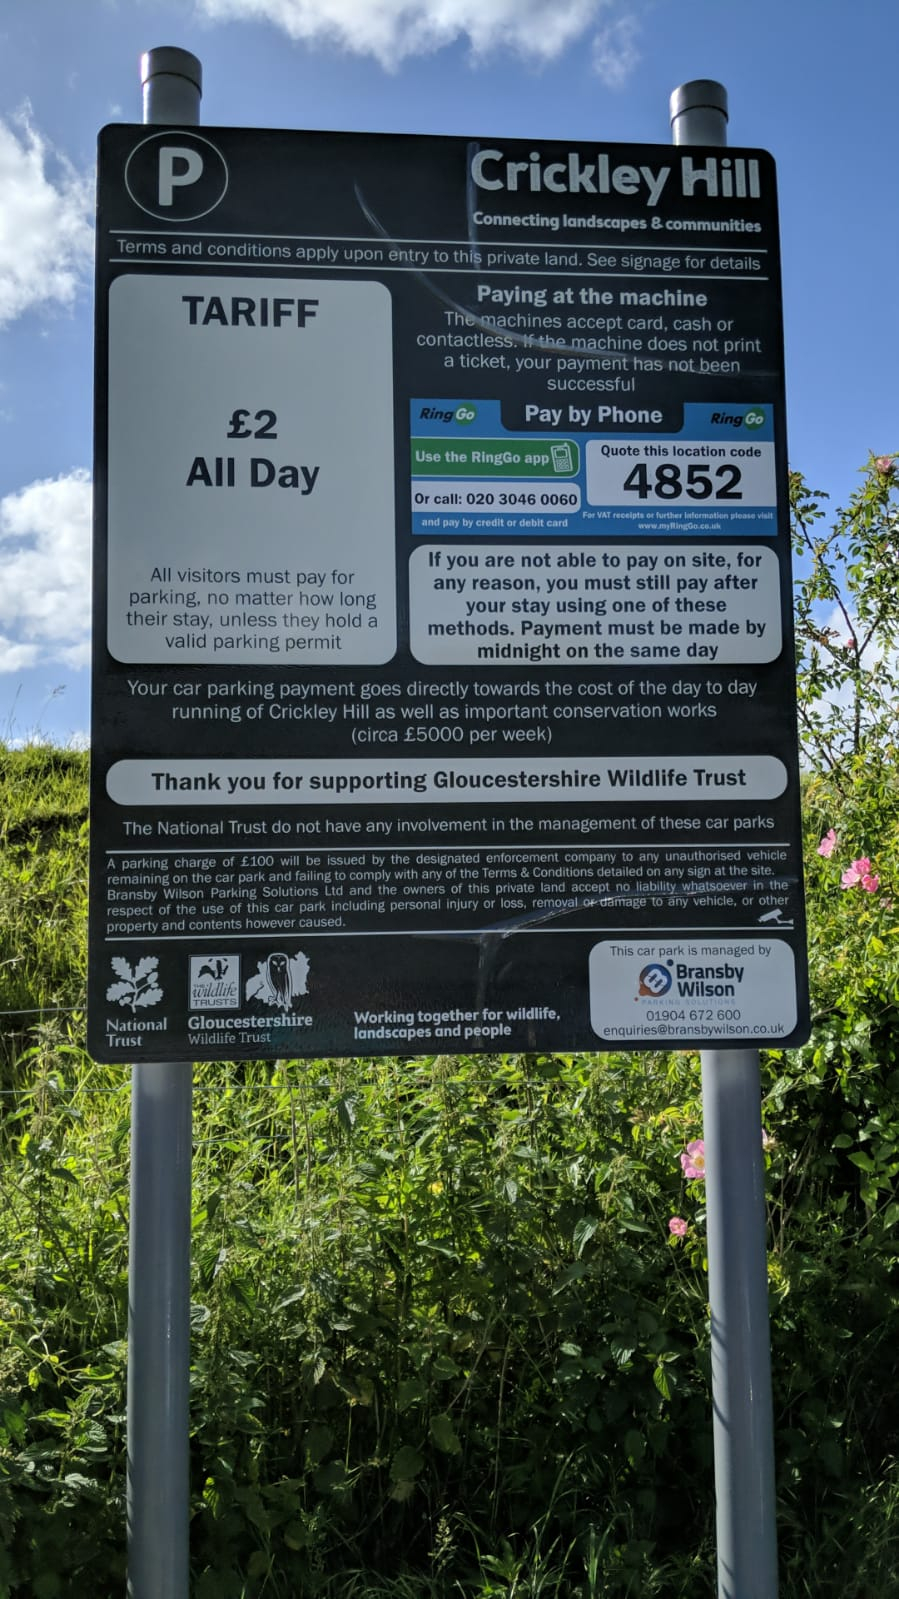 P
Crickley Hill
Connecting landscapes & communities
Terms and conditions apply upon entry to this private land. See signage for details
TARIFF
£2
All Day
All visitors must pay for
parking, no matter how long
their stay, unless they hold a
valid parking permit
Paying at the machine
The machines accept card, cash or
contactless. If the machine does not print
a ticket, your payment has not been
successful
RingGo
Pay by Phone
RingGo
Use the RingGo app
Or call: 020 3046 0060
and pay by credit or debit card
Quote this location code
4852
For VAT receipts or further information please visit
www.myRingGo.co.uk
If you are not able to pay on site, for
any reason, you must still pay after
your stay using one of these
methods. Payment must be made by
midnight on the same day
Your car parking payment goes directly towards the cost of the day to day
running of Crickley Hill as well as important conservation works
(circa £5000 per week)
Thank you for supporting Gloucestershire Wildlife Trust
The National Trust do not have any involvement in the management of these car parks
A parking charge of £100 will be issued by the designated enforcement company to any unauthorised vehicle
remaining on the car park and failing to comply with any of the Terms & Conditions detailed on any sign at the site.
Bransby Wilson Parking Solutions Ltd and the owners of this private land accept no liability whatsoever in the
respect of the use of this car park including personal injury or loss, removal or damage to any vehicle, or other
property and contents however caused.
National
Trust
THE
wildlife
TRUSTS
Gloucestershire
Wildlife Trust
Working together for wildlife,
landscapes and people
This car park is managed by
Bransby
Wilson
PARKING SOLUTIONS
01904 672 600
enquiries@bransbywilson.co.uk